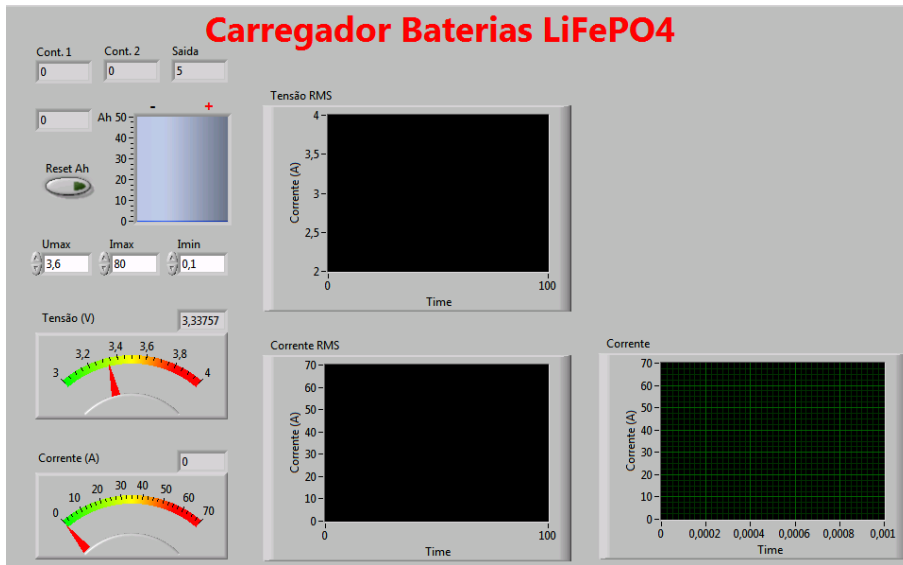 Carregador Baterias LiFePO4
Cont. 1 Cont. 2 Saida
0 0 5
0
- +
Ah 50
40
30
20
10
0
Reset Ah
Umax Imax Imin
3,6 80 0,1
Tensão (V) 3,33757
3 3,2 3,4 3,6 3,8 4
Corrente (A) 0
0 10 20 30 40 50 60 70
Tensão RMS
Corrente (A)
4
3,5
3
2,5
2
0 100
Time
Corrente RMS
Corrente (A)
70
60
50
40
30
20
10
0
0 100
Time
Corrente
Corrente (A)
70
60
50
40
30
20
10
0
0 0,0002 0,0004 0,0006 0,0008 0,001
Time